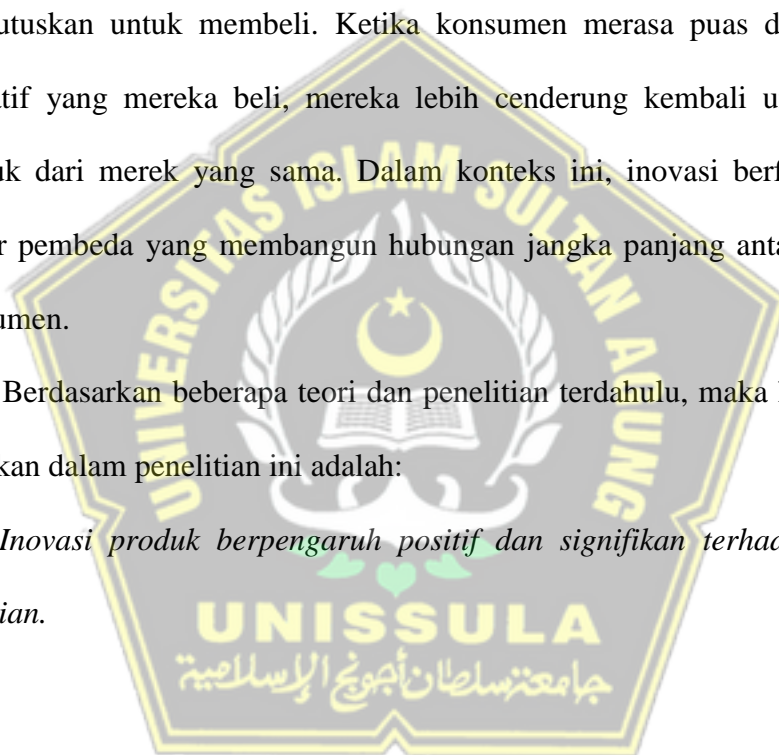 utuskan untuk membeli. Ketika konsumen merasa puas d
atif yang mereka beli, mereka lebih cenderung kembali u
uk dari merek yang sama. Dalam konteks ini, inovasi berf
r pembeda yang membangun hubungan jangka panjang anta
umen.
Berdasarkan beberapa teori dan penelitian terdahulu, maka
kan dalam penelitian ini adalah:
Inovasi produk berpengaruh positif dan signifikan terhad
ian.
UNIVERSITAS ISLAM SULTAN AGUNG
UNISSULA
جامعتسلطان أجونج الإسلامية